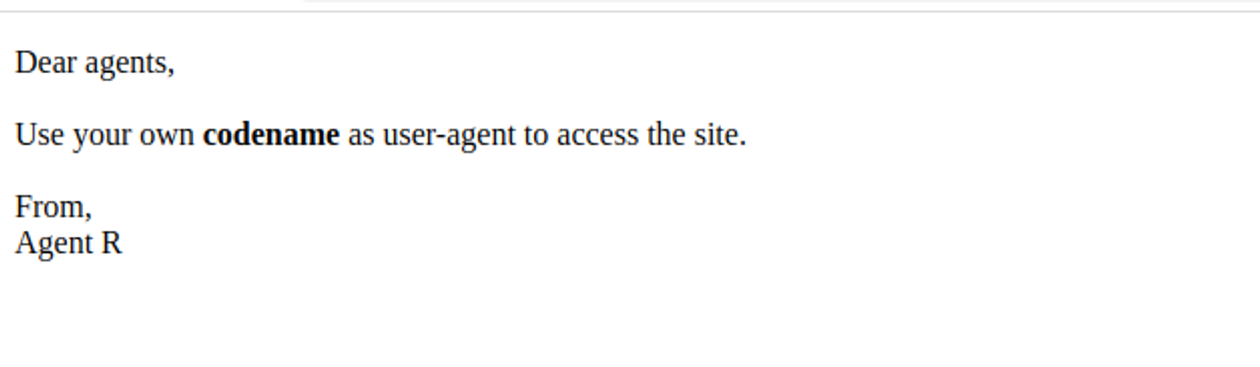 Dear agents,
Use your own codename as user-agent to access the site.
From,
Agent R